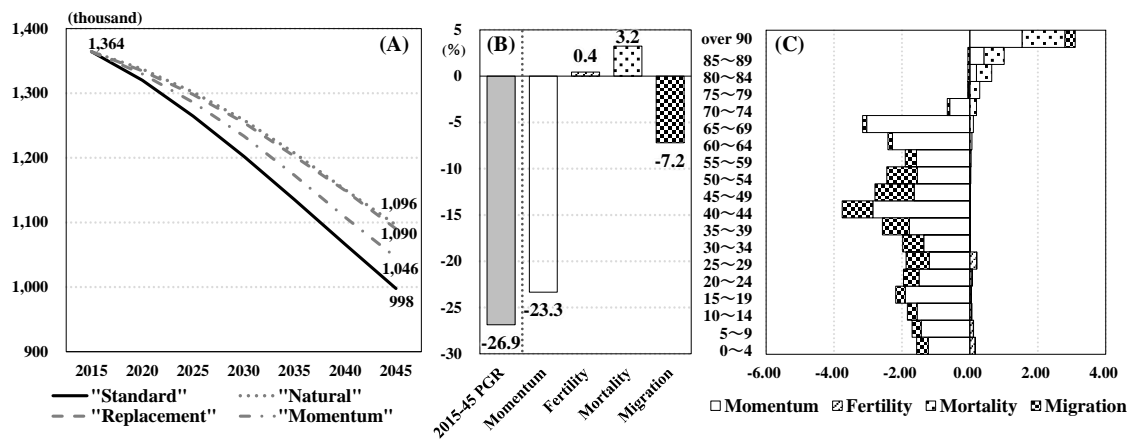 (thousand)
(A)
1,400
1,300
1,200
1,100
1,000
900
1,364
1,096
1,090
1,046
998
2015 2020 2025 2030 2035 2040 2045
"Standard" "Natural"
"Replacement" "Momentum"
(B)
5
(%)
0
-5
-10
-15
-20
-25
-30
-26.9
-23.3
0.4
3.2
-7.2
2015-45 PGR
Momentum
Fertility
Mortality
Migration
(C)
over 90
85～89
80～84
75～79
70～74
65～69
60～64
55～59
50～54
45～49
40～44
35～39
30～34
25～29
20～24
15～19
10～14
5～9
0～4
-6.00 -4.00 -2.00 0.00 2.00 4.00
Momentum Fertility Mortality Migration